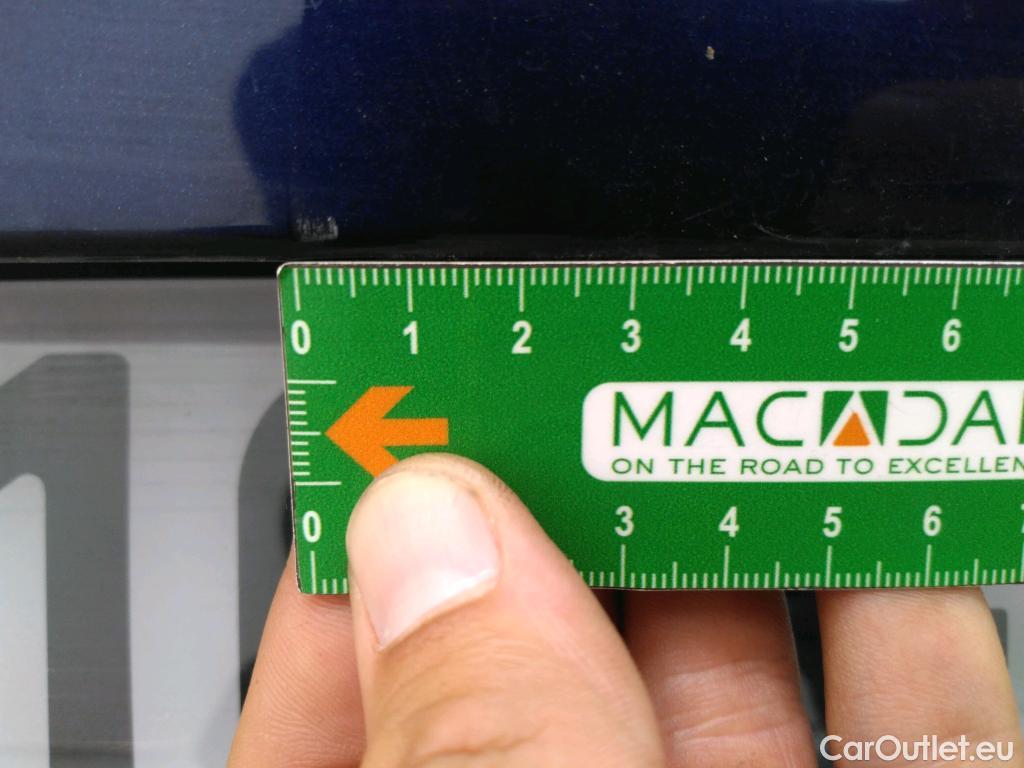 0 1 2 3 4 5 6
MACADA
ON THE ROAD TO EXCELLEN
0 3 4 5 6
CarOutlet.eu